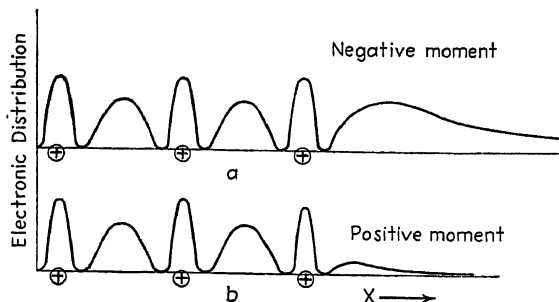 Electronic Distribution
Negative moment
⊕ ⊕ ⊕
a
Positive moment
⊕ ⊕ ⊕
b
X →